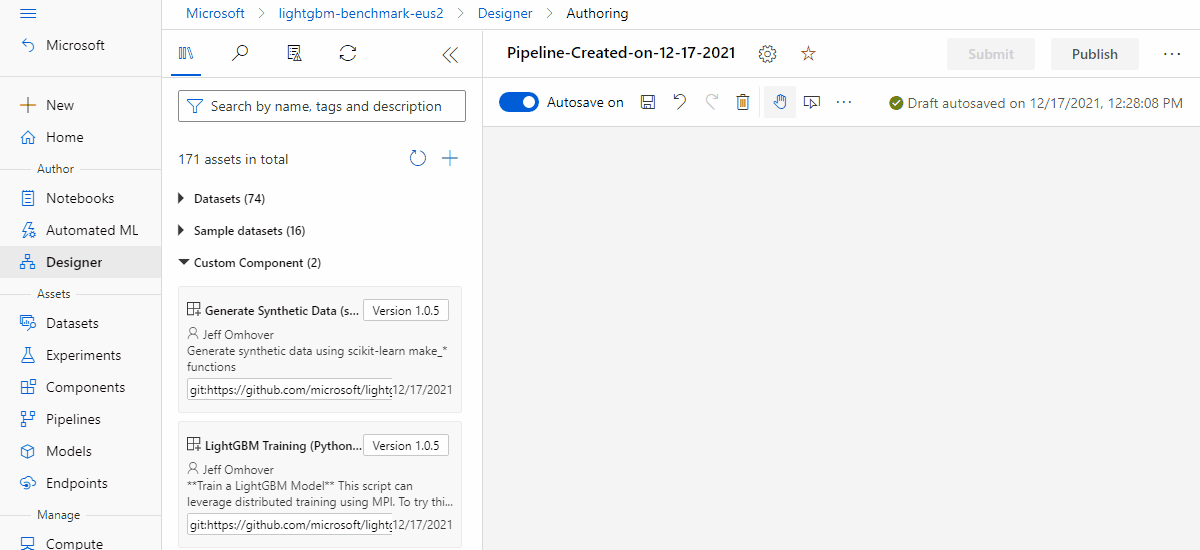 Microsoft > lightgbm-benchmark-eus2 > Designer > Authoring
Microsoft
New
Home
Author
Notebooks
Automated ML
Designer
Assets
Datasets
Experiments
Components
Pipelines
Models
Endpoints
Manage
Compute
Search by name, tags and description
171 assets in total
Datasets (74)
Sample datasets (16)
Custom Component (2)
Generate Synthetic Data (s... Version 1.0.5
Jeff Omhover
Generate synthetic data using scikit-learn make_*
functions
git:https://github.com/microsoft/lightg 12/17/2021
LightGBM Training (Python... Version 1.0.5
Jeff Omhover
**Train a LightGBM Model** This script can
leverage distributed training using MPI. To try thi...
git:https://github.com/microsoft/lightg 12/17/2021
Pipeline-Created-on-12-17-2021 Submit Publish ...
Autosave on ... Draft autosaved on 12/17/2021, 12:28:08 PM